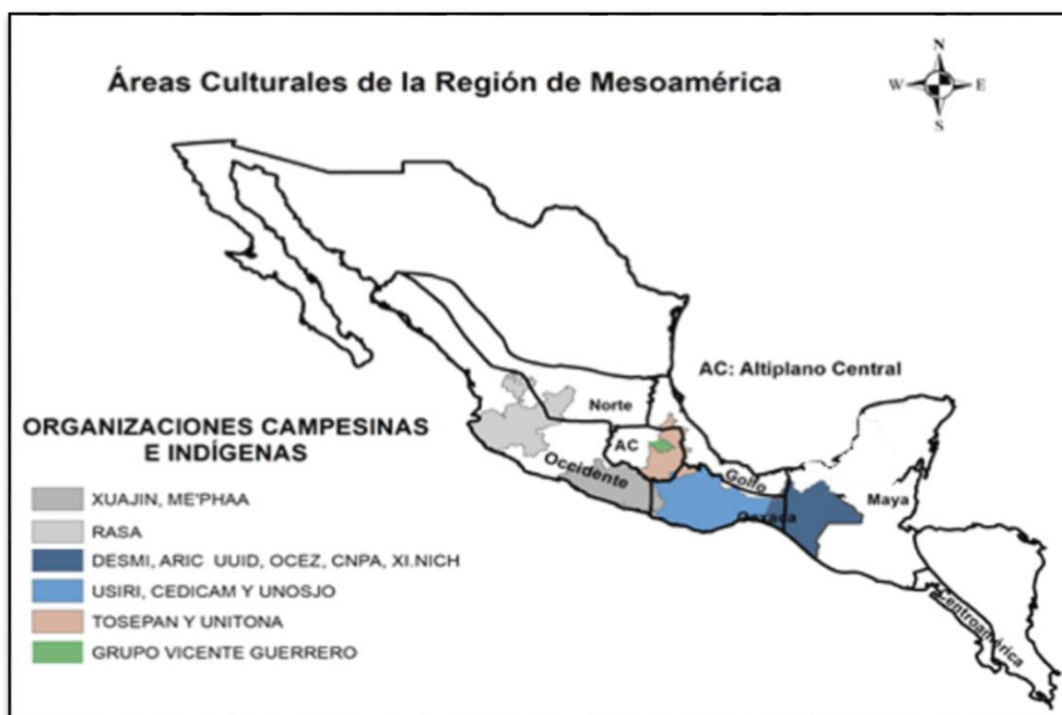 Áreas Culturales de la Región de Mesoamérica
N
W E
S
AC: Altiplano Central
Norte
AC
Occidente
Golfo
Oaxaca
Maya
Centroamérica
ORGANIZACIONES CAMPESINAS
E INDÍGENAS
XUAJIN, ME'PHAA
RASA
DESMI, ARIC UUID, OCEZ, CNPA, XI.NICH
USIRI, CEDICAM Y UNOSJO
TOSEPAN Y UNITONA
GRUPO VICENTE GUERRERO